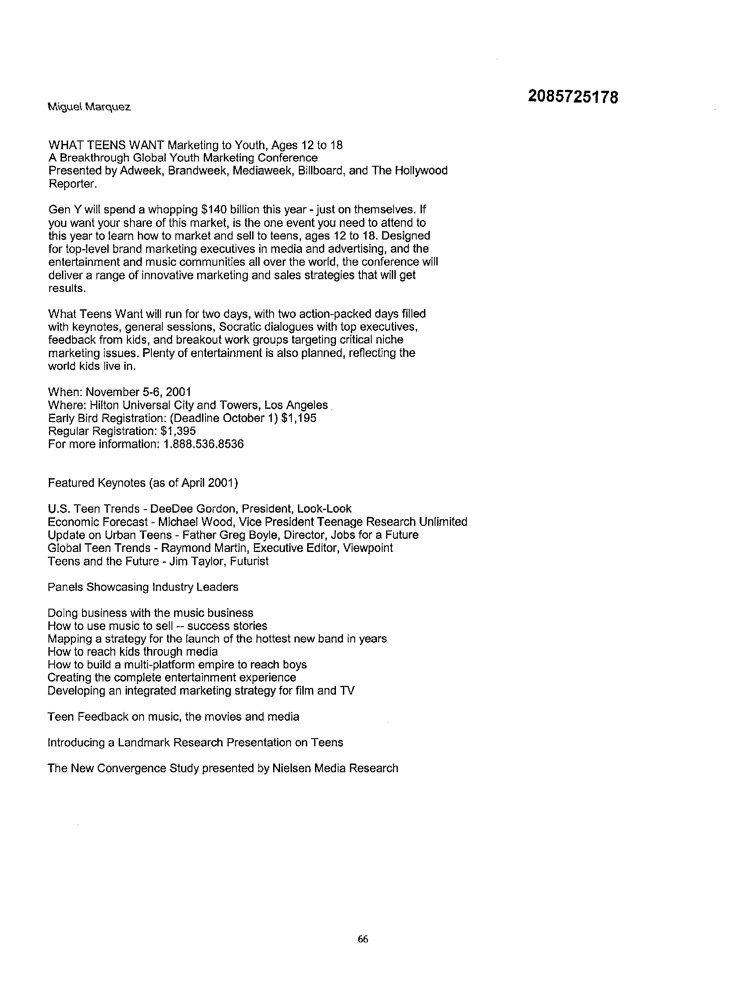 2085725178
Miguel Marquez
WHAT TEENS WANT Marketing to Youth, Ages 12 to 18
A Breakthrough Global Youth Marketing Conference
Presented by Adweek, Brandweek, Mediaweek, Billboard, and The Hollywood
Reporter.
Gen Y will spend a whopping $140 billion this year - just on themselves. If
you want your share of this market, is the one event you need to attend to
this year to learn how to market and sell to teens, ages 12 to 18. Designed
for top-level brand marketing executives in media and advertising, and the
entertainment and music communities all over the world, the conference will
deliver a range of innovative marketing and sales strategies that will get
results.
What Teens Want will run for two days, with two action-packed days filled
with keynotes, general sessions, Socratic dialogues with top executives,
feedback from kids, and breakout work groups targeting critical niche
marketing issues. Plenty of entertainment is also planned, reflecting the
world kids live in.
When: November 5-6, 2001
Where: Hilton Universal City and Towers, Los Angeles
Early Bird Registration: (Deadline October 1) $1,195
Regular Registration: $1,395
For more information: 1.888.536.8536
Featured Keynotes (as of April 2001)
U.S. Teen Trends - DeeDee Gordon, President, Look-Look
Economic Forecast - Michael Wood, Vice President Teenage Research Unlimited
Update on Urban Teens - Father Greg Boyle, Director, Jobs for a Future
Global Teen Trends - Raymond Martin, Executive Editor, Viewpoint
Teens and the Future - Jim Taylor, Futurist
Panels Showcasing Industry Leaders
Doing business with the music business
How to use music to sell -- success stories
Mapping a strategy for the launch of the hottest new band in years
How to reach kids through media
How to build a multi-platform empire to reach boys
Creating the complete entertainment experience
Developing an integrated marketing strategy for film and TV
Teen Feedback on music, the movies and media
Introducing a Landmark Research Presentation on Teens
The New Convergence Study presented by Nielsen Media Research
66